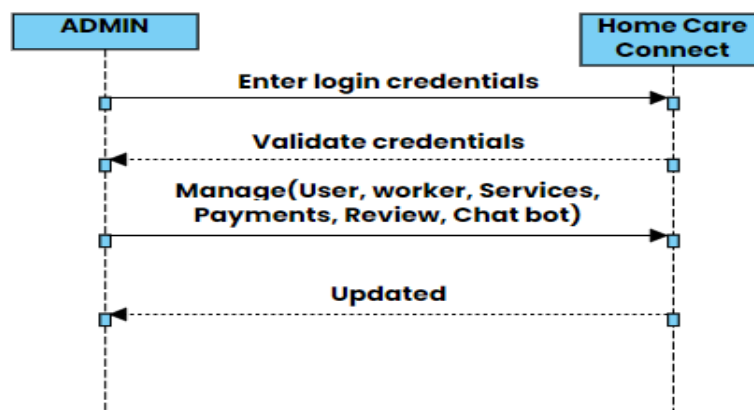 ADMIN
Home Care
Connect
Enter login credentials
Validate credentials
Manage(User, worker, Services,
Payments, Review, Chat bot)
Updated